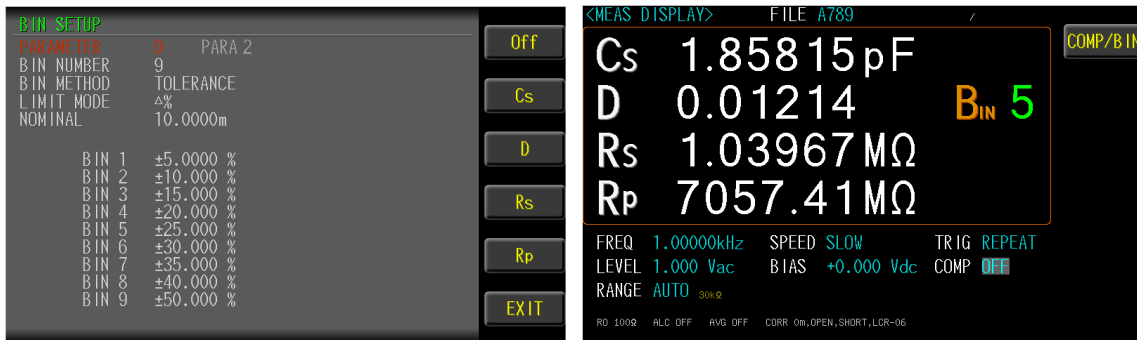 BIN SETUP
PARAMETER D PARA 2
BIN NUMBER 9
BIN METHOD TOLERANCE
LIMIT MODE △%
NOMINAL 10.0000m
BIN 1 ±5.0000 %
BIN 2 ±10.000 %
BIN 3 ±15.000 %
BIN 4 ±20.000 %
BIN 5 ±25.000 %
BIN 6 ±30.000 %
BIN 7 ±35.000 %
BIN 8 ±40.000 %
BIN 9 ±50.000 %
Off
Cs
D
Rs
Rp
EXIT
<MEAS DISPLAY> FILE A789 /
COMP/BIN
Cs 1.85815pF
D 0.01214 BIN 5
Rs 1.03967MΩ
Rp 7057.41MΩ
FREQ 1.00000kHz SPEED SLOW TRIG REPEAT
LEVEL 1.000 Vac BIAS +0.000 Vdc COMP OFF
RANGE AUTO 30kΩ
RO 100Ω ALC OFF AVG OFF CORR 0m,OPEN,SHORT,LCR-06